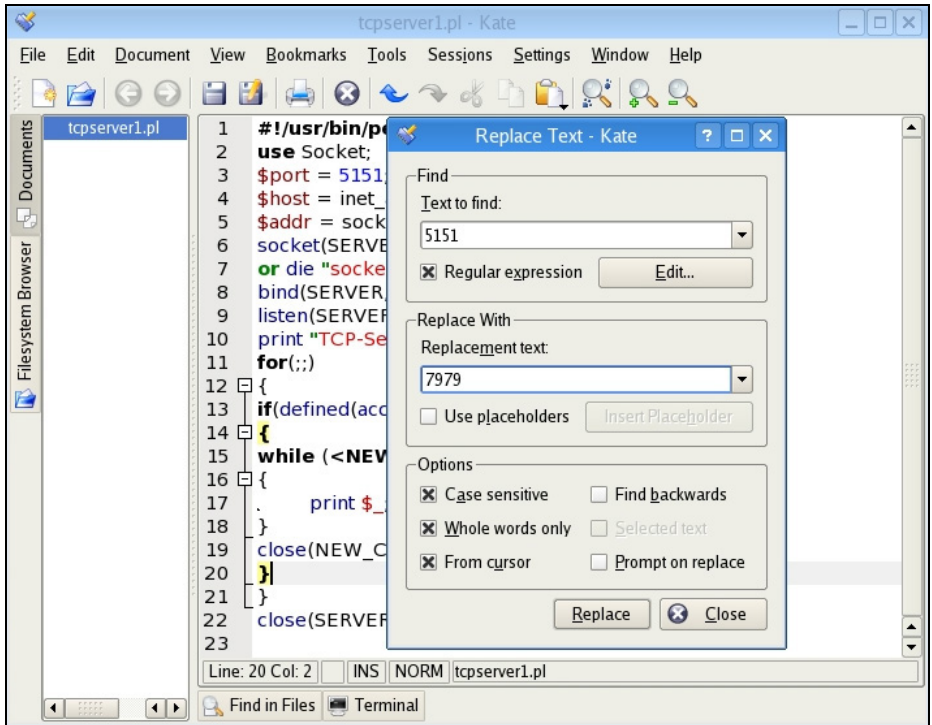 tcpserver1.pl - Kate
File Edit Document View Bookmarks Tools Sessions Settings Window Help
Documents
Filesystem Browser
tcpserver1.pl
1 #!/usr/bin/pe
2 use Socket;
3 $port = 5151;
4 $host = inet_
5 $addr = sock
6 socket(SERVE
7 or die "socke
8 bind(SERVER,
9 listen(SERVER
10 print "TCP-Se
11 for(;;)
12 {
13 if(defined(acc
14 {
15 while (<NEW
16 {
17 . print $_;
18 }
19 close(NEW_C
20 }
21 }
22 close(SERVER
23
Replace Text - Kate
Find
Text to find:
5151
Regular expression Edit...
Replace With
Replacement text:
7979
Use placeholders Insert Placeholder
Options
Case sensitive Find backwards
Whole words only Selected text
From cursor Prompt on replace
Replace Close
Line: 20 Col: 2 INS NORM tcpserver1.pl
Find in Files Terminal